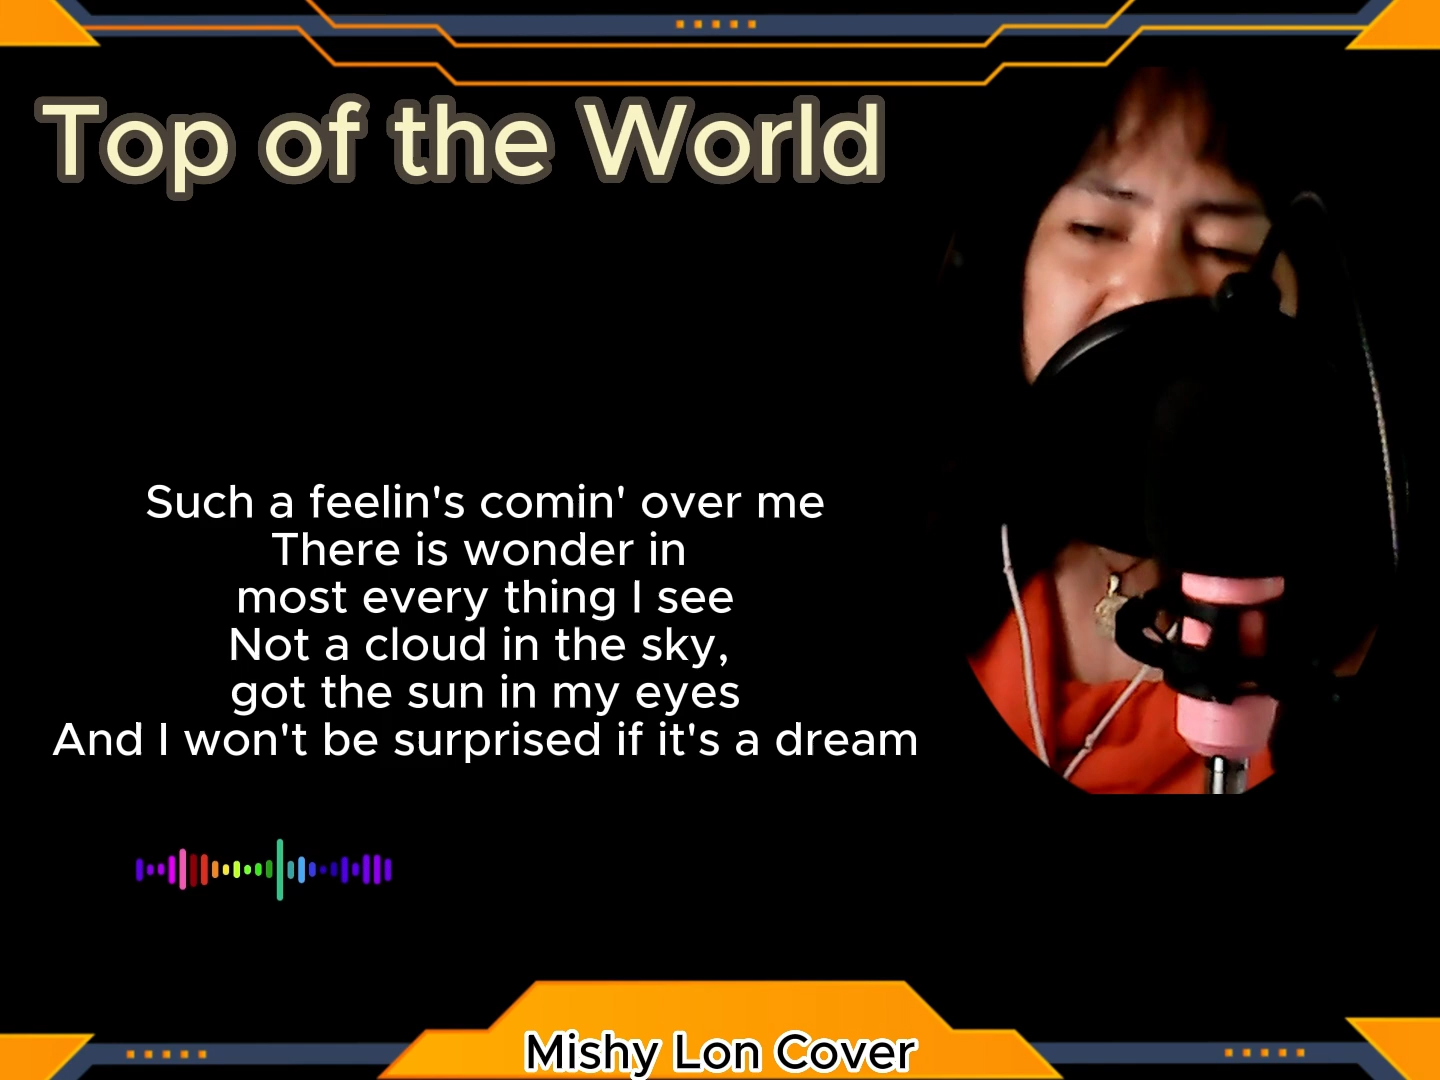 Top of the World
Such a feelin's comin' over me
There is wonder in
most every thing I see
Not a cloud in the sky,
got the sun in my eyes
And I won't be surprised if it's a dream
Mishy Lon Cover